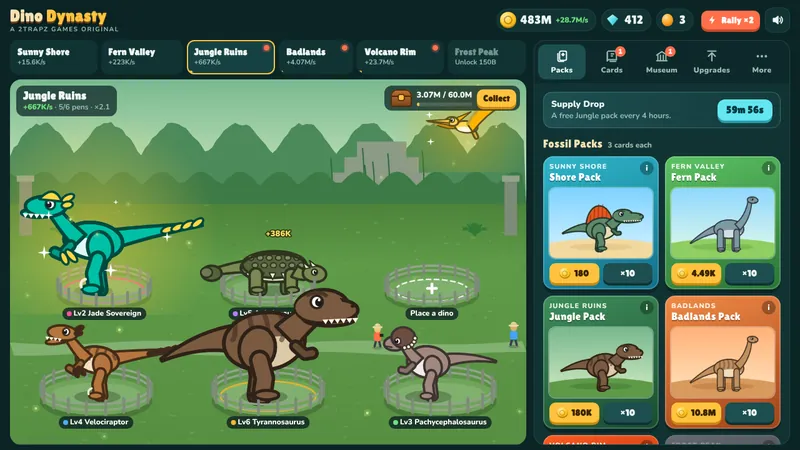 Dino Dynasty
A 2TRAPZ GAMES ORIGINAL
483M +28.7M/s
412
3
Rally ×2
Sunny Shore
+15.6K/s
Fern Valley
+223K/s
Jungle Ruins
+667K/s
Badlands
+4.07M/s
Volcano Rim
+23.7M/s
Frost Peak
Unlock 150B
Jungle Ruins
+667K/s · 5/6 pens · ×2.1
3.07M / 60.0M
Collect
+386K
Lv2 Jade Sovereign
Place a dino
Lv4 Velociraptor
Lv6 Tyrannosaurus
Lv3 Pachycephalosaurus
Packs
1
Cards
1
Museum
Upgrades
More
Supply Drop
A free Jungle pack every 4 hours.
59m 56s
Fossil Packs 3 cards each
SUNNY SHORE
Shore Pack
i
180
×10
FERN VALLEY
Fern Pack
i
4.49K
×10
JUNGLE RUINS
Jungle Pack
i
180K
×10
BADLANDS
Badlands Pack
i
10.8M
×10